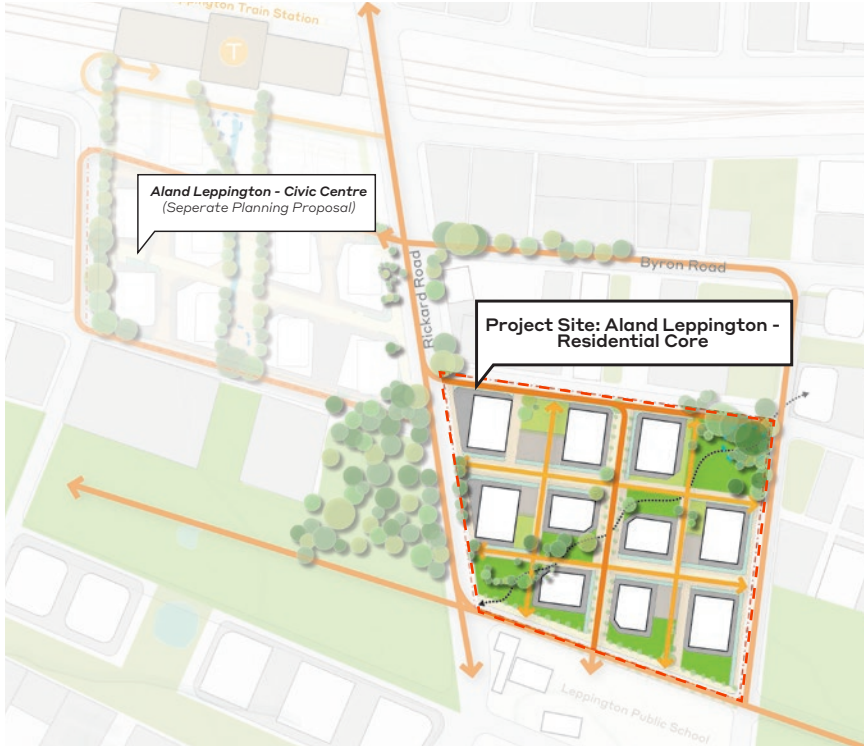 ppington Train Station
T
Aland Leppington - Civic Centre
(Seperate Planning Proposal)
Byron Road
Rickard Road
Project Site: Aland Leppington -
Residential Core
Leppington Public School